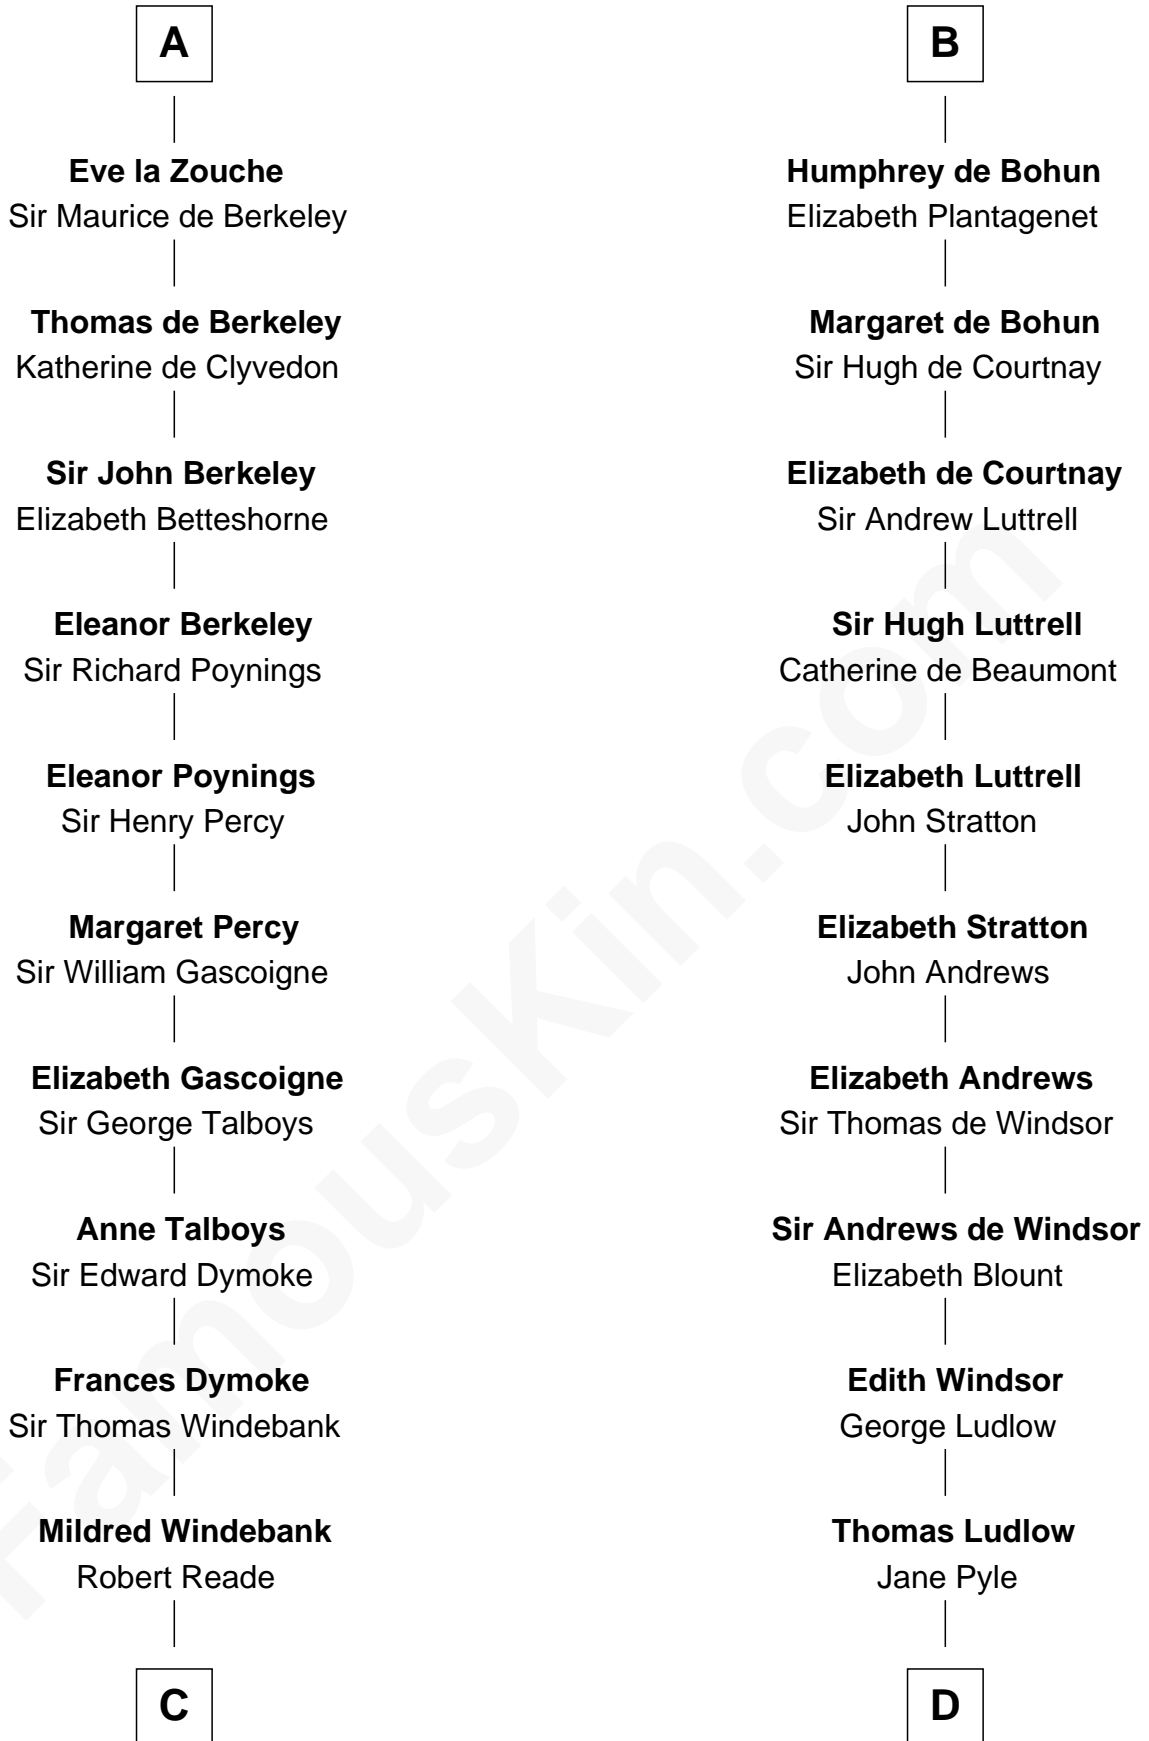 A
Eve la Zouche
Sir Maurice de Berkeley
Thomas de Berkeley
Katherine de Clyvedon
Sir John Berkeley
Elizabeth Betteshorne
Eleanor Berkeley
Sir Richard Poynings
Eleanor Poynings
Sir Henry Percy
Margaret Percy
Sir William Gascoigne
Elizabeth Gascoigne
Sir George Talboys
Anne Talboys
Sir Edward Dymoke
Frances Dymoke
Sir Thomas Windebank
Mildred Windebank
Robert Reade
C
B
Humphrey de Bohun
Elizabeth Plantagenet
Margaret de Bohun
Sir Hugh de Courtnay
Elizabeth de Courtnay
Sir Andrew Luttrell
Sir Hugh Luttrell
Catherine de Beaumont
Elizabeth Luttrell
John Stratton
Elizabeth Stratton
John Andrews
Elizabeth Andrews
Sir Thomas de Windsor
Sir Andrews de Windsor
Elizabeth Blount
Edith Windsor
George Ludlow
Thomas Ludlow
Jane Pyle
D
FamousKin.com